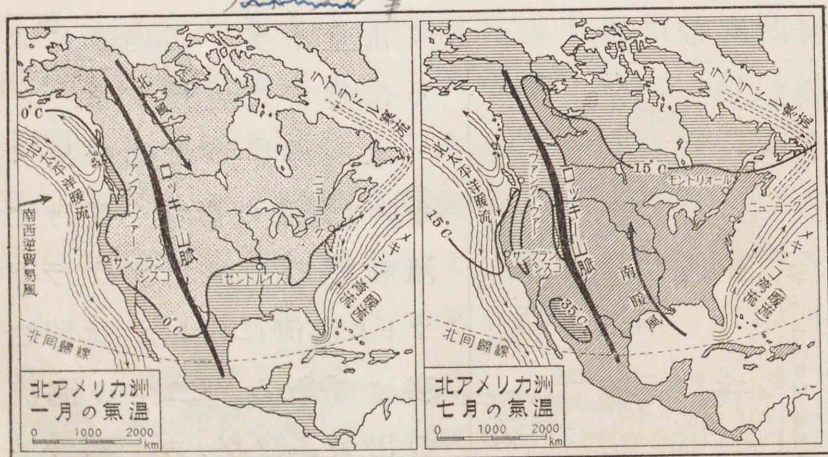 0°C
北風
ラブラドル寒流
北太平洋暖流
ヴァンクーヴァー
ロッキー山脈
ニューヨーク
南西逆貿易風
サンフランシスコ
セントルイス
メキシコ湾流(暖流)
0°C
北回歸線
北アメリカ洲
一月の氣温
0 1000 2000
km
ラブラドル寒流
北太平洋暖流
ヴァンクーヴァー
ロッキー山脈
15°C
モントリオール
ニューヨーク
15°C
サンフランシスコ
南暖風
メキシコ湾流(暖流)
35°C
北回歸線
北アメリカ洲
七月の氣温
0 1000 2000
km